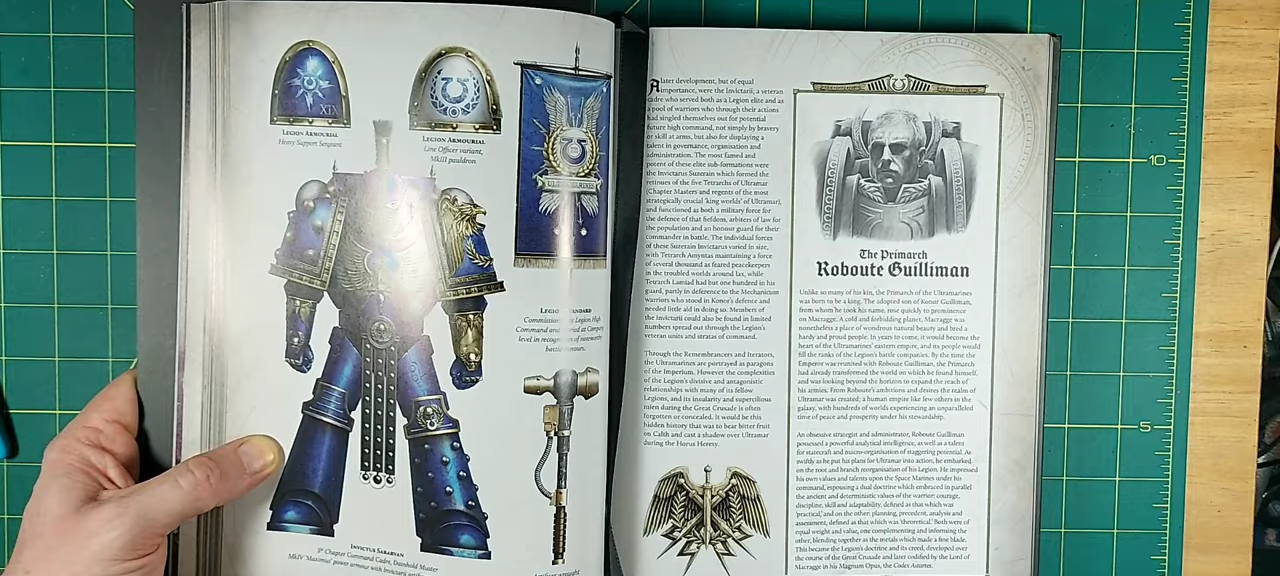 XIX
LEGION ARMOURIAL
Heavy Support Sergeant
LEGION ARMOURIAL
Line Officer variant,
MkIII pauldron
ULTRAMARINES
Commission by Legion High
Command and at Company
level in of noteworthy
battle honours.
INVICTUS SARARVAN
9th Chapter Command Cadre, Muster
MkIV 'Maximus' power armour with Invictarii
A later development, but of equal
importance, were the Invictarii; a veteran
cadre who served both as a Legion elite and as
a pool of warriors who through their actions
had singled themselves out for potential
future high command, not simply by bravery
or skill at arms, but also for displaying a
talent in governance, organisation and
administration. The most famed and
potent of these elite sub-formations were
the Invictarus Suzerain which formed the
retinues of the five Tetrarchs of Ultramar
(Chapter Masters and regents of the most
strategically crucial 'king worlds' of Ultramar),
and functioned as both a military force for
the defence of that fiefdom, arbiters of law for
the population and an honour guard for their
commander in battle. The individual forces
of these Suzerain Invictarus varied in size,
with Tetrarch Amyntas maintaining a force
of several thousand as feared peacekeepers
in the troubled worlds around Iax, while
Tetrarch Lamiad had but one hundred in his
guard, partly in deference to the Mechanicum
warriors who stood in Konor's defence and
needed little aid in doing so. Members of
the Invictarii could also be found in limited
numbers spread out through the Legion's
veteran units and stratas of command.
Through the Remembrancers and Iterators,
the Ultramarines are portrayed as paragons
of the Imperium. However the complexities
of the Legion's divisive and antagonistic
relationships with many of its fellow
Legions, and its insularity and supercilious
mien during the Great Crusade is often
forgotten or concealed. It would be this
hidden history that was to bear bitter fruit
on Calth and cast a shadow over Ultramar
during the Horus Heresy.
The Primarch
Roboute Guilliman
Unlike so many of his kin, the Primarch of the Ultramarines
was born to be a king. The adopted son of Konor Guilliman,
from whom he took his name, rose quickly to prominence
on Macragge. A cold and forbidding planet, Macragge was
nonetheless a place of wondrous natural beauty and bred a
hardy and proud people. In years to come, it would become the
heart of the Ultramarines' eastern empire, and its people would
fill the ranks of the Legion's battle companies. By the time the
Emperor was reunited with Roboute Guilliman, the Primarch
had already transformed the world on which he found himself,
and was looking beyond the horizon to expand the reach of
his armies. From Roboute's ambitions and desires the realm of
Ultramar was created; a human empire like few others in the
galaxy, with hundreds of worlds experiencing an unparalleled
time of peace and prosperity under his stewardship.
An obsessive strategist and administrator, Roboute Guilliman
possessed a powerful analytical intelligence, as well as a talent
for statecraft and macro-organisation of staggering potential. As
swiftly as he put his plans for Ultramar into action, he embarked
on the root and branch reorganisation of his Legion. He impressed
his own values and talents upon the Space Marines under his
command, espousing a dual doctrine which embraced in parallel
the ancient and deterministic values of the warrior: courage,
discipline, skill and adaptability, defined as that which was
'practical,' and on the other; planning, precedent, analysis and
assessment, defined as that which was 'theoretical.' Both were of
equal weight and value, one complementing and informing the
other, blending together as the metals which made a fine blade.
This became the Legion's doctrine and its creed, developed over
the course of the Great Crusade and later codified by the Lord of
Macragge in his Magnum Opus, the Codex Astartes.
10
5